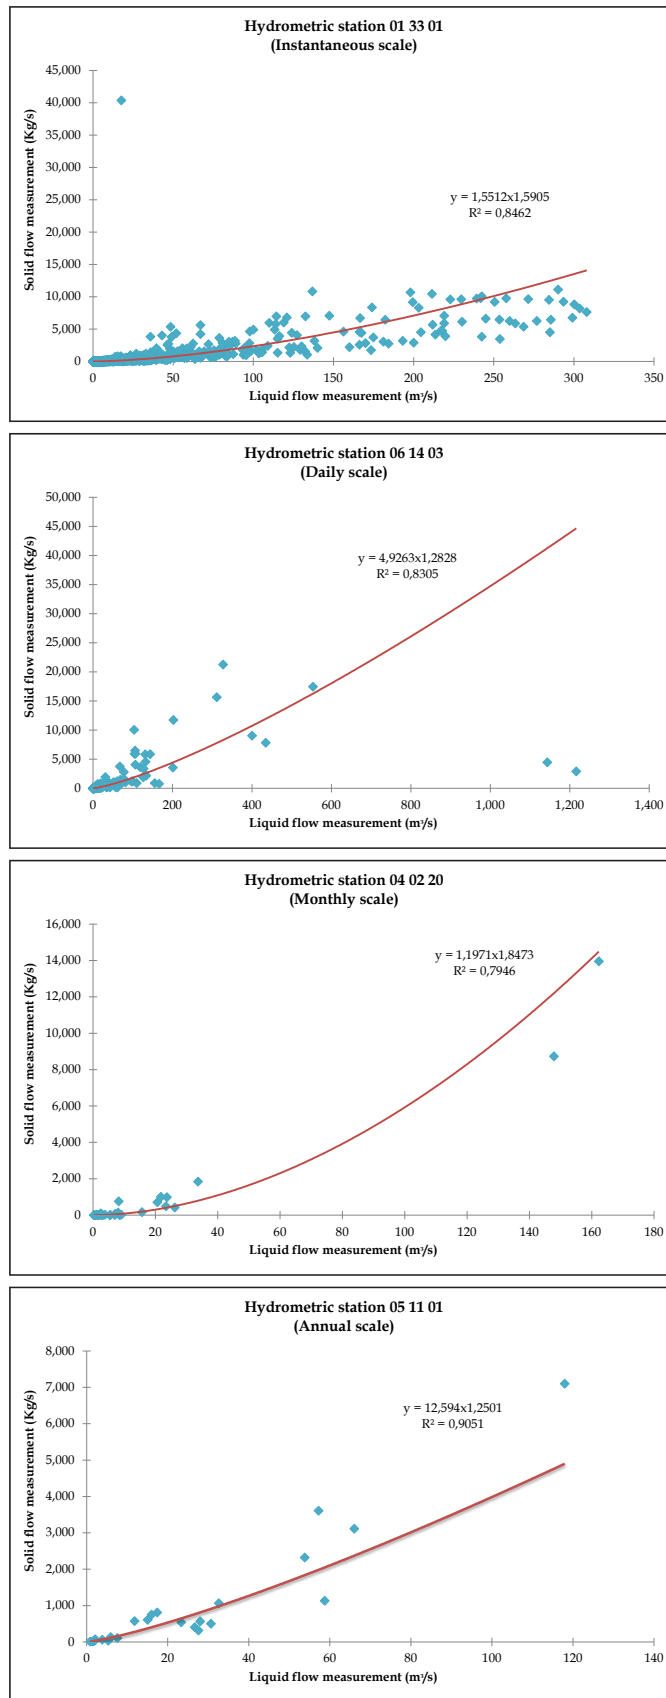 Hydrometric station 01 33 01
(Instantaneous scale)
45,000
40,000
35,000
30,000
25,000
20,000
15,000
10,000
5,000
0
Solid flow measurement (Kg/s)
y = 1,5512x1,5905
R² = 0,8462
0 50 100 150 200 250 300 350
Liquid flow measurement (m³/s)
Hydrometric station 06 14 03
(Daily scale)
50,000
45,000
40,000
35,000
30,000
25,000
20,000
15,000
10,000
5,000
0
Solid flow measurement (Kg/s)
y = 4,9263x1,2828
R² = 0,8305
0 200 400 600 800 1,000 1,200 1,400
Liquid flow measurement (m³/s)
Hydrometric station 04 02 20
(Monthly scale)
16,000
14,000
12,000
10,000
8,000
6,000
4,000
2,000
0
Solid flow measurement (Kg/s)
y = 1,1971x1,8473
R² = 0,7946
0 20 40 60 80 100 120 140 160 180
Liquid flow measurement (m³/s)
Hydrometric station 05 11 01
(Annual scale)
8,000
7,000
6,000
5,000
4,000
3,000
2,000
1,000
0
Solid flow measurement (Kg/s)
y = 12,594x1,2501
R² = 0,9051
0 20 40 60 80 100 120 140
Liquid flow measurement (m³/s)